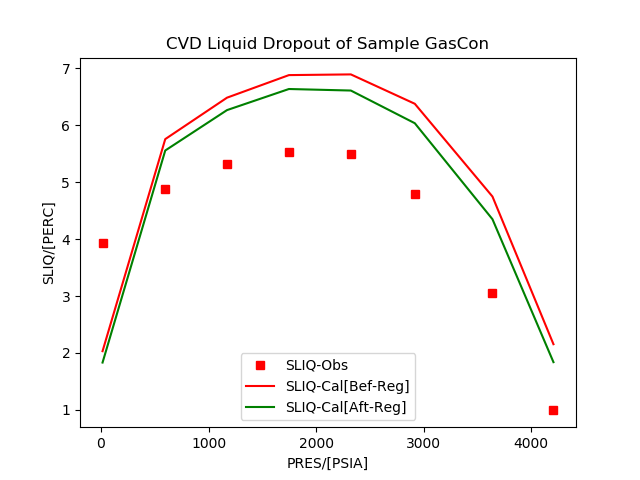 CVD Liquid Dropout of Sample GasCon
7
6
5
4
3
2
1
SLIQ/[PERC]
SLIQ-Obs
SLIQ-Cal[Bef-Reg]
SLIQ-Cal[Aft-Reg]
0 1000 2000 3000 4000
PRES/[PSIA]